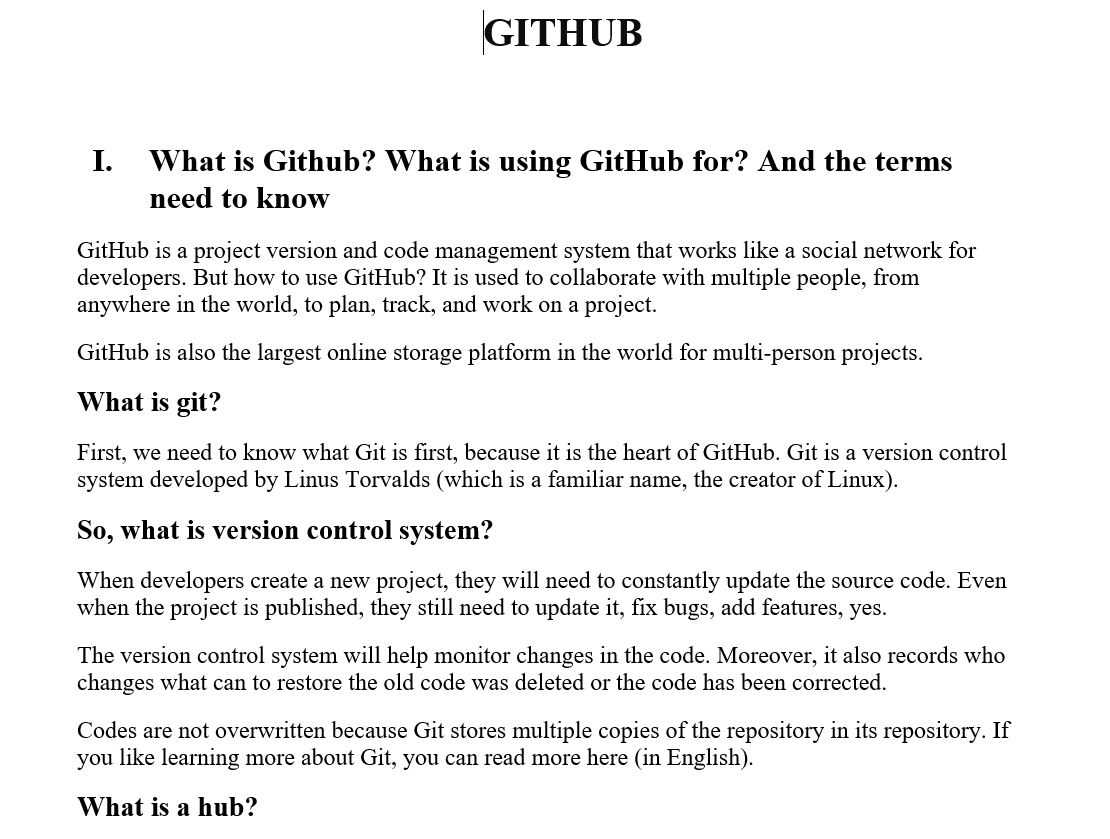 GITHUB
I. What is Github? What is using GitHub for? And the terms
need to know
GitHub is a project version and code management system that works like a social network for
developers. But how to use GitHub? It is used to collaborate with multiple people, from
anywhere in the world, to plan, track, and work on a project.
GitHub is also the largest online storage platform in the world for multi-person projects.
What is git?
First, we need to know what Git is first, because it is the heart of GitHub. Git is a version control
system developed by Linus Torvalds (which is a familiar name, the creator of Linux).
So, what is version control system?
When developers create a new project, they will need to constantly update the source code. Even
when the project is published, they still need to update it, fix bugs, add features, yes.
The version control system will help monitor changes in the code. Moreover, it also records who
changes what can to restore the old code was deleted or the code has been corrected.
Codes are not overwritten because Git stores multiple copies of the repository in its repository. If
you like learning more about Git, you can read more here (in English).
What is a hub?